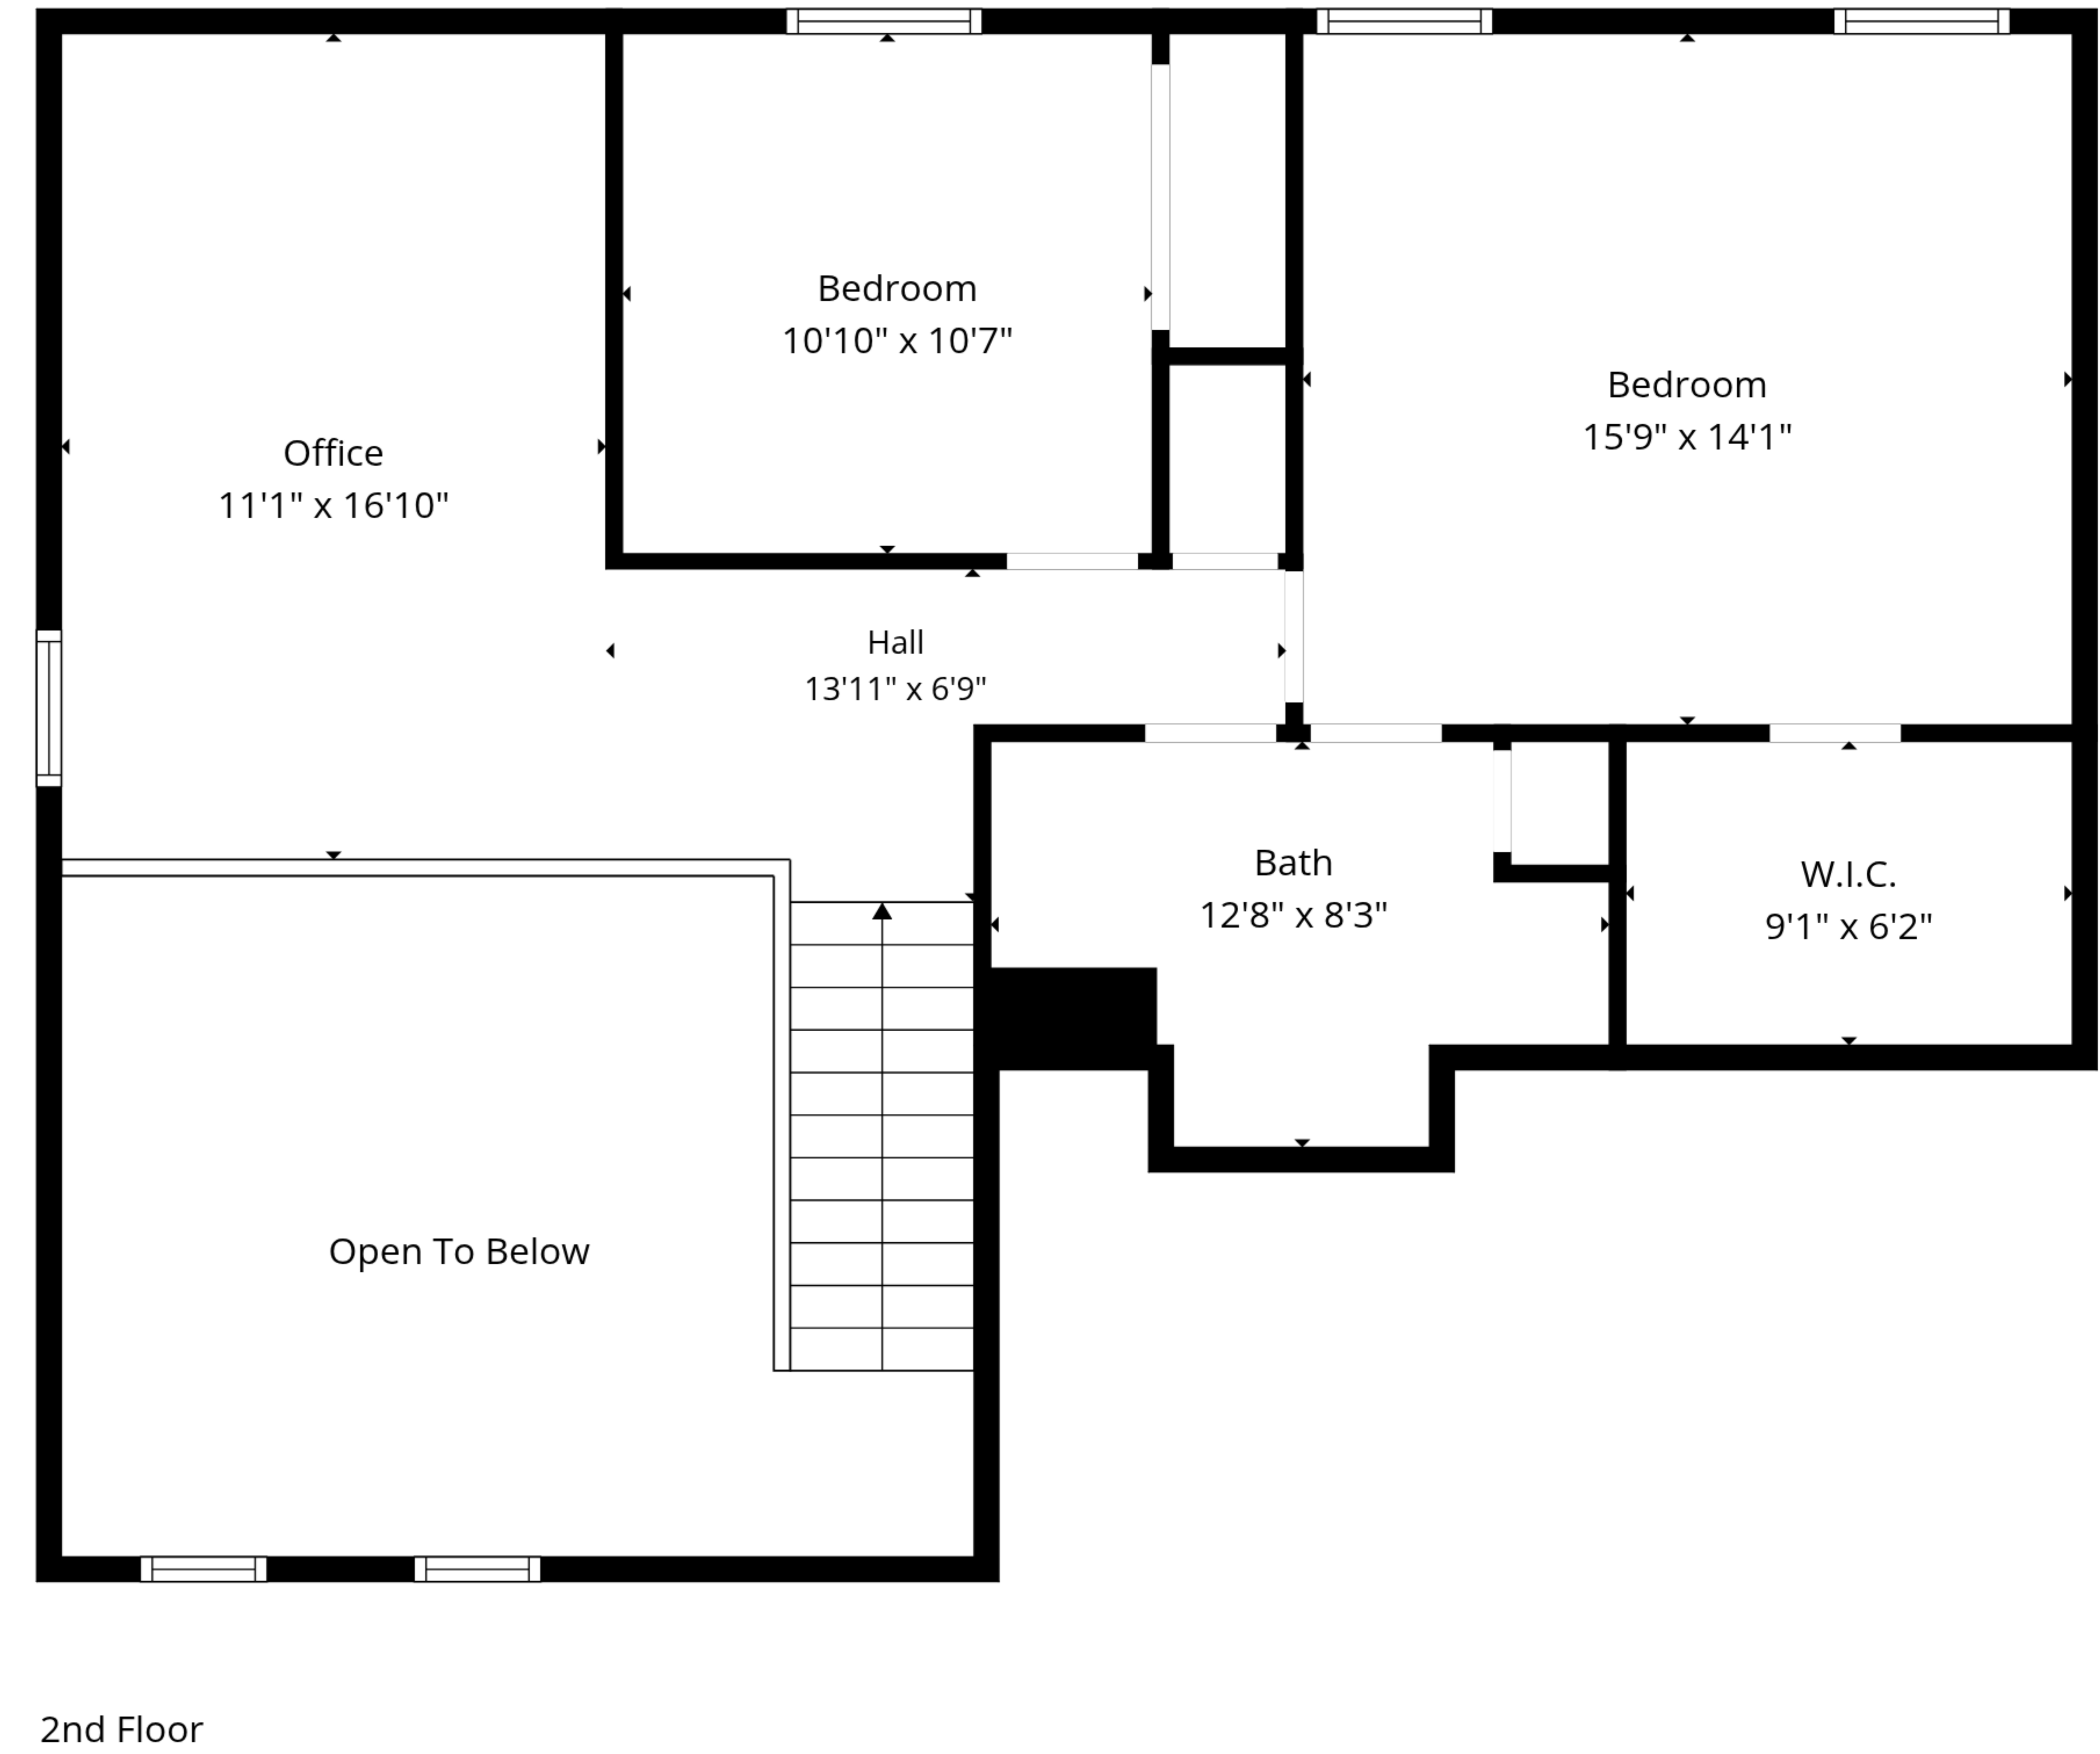 Bedroom
10'10" x 10'7"
Bedroom
15'9" x 14'1"
Office
11'1" x 16'10"
Hall
13'11" x 6'9"
Bath
12'8" x 8'3"
W.I.C.
9'1" x 6'2"
Open To Below
2nd Floor